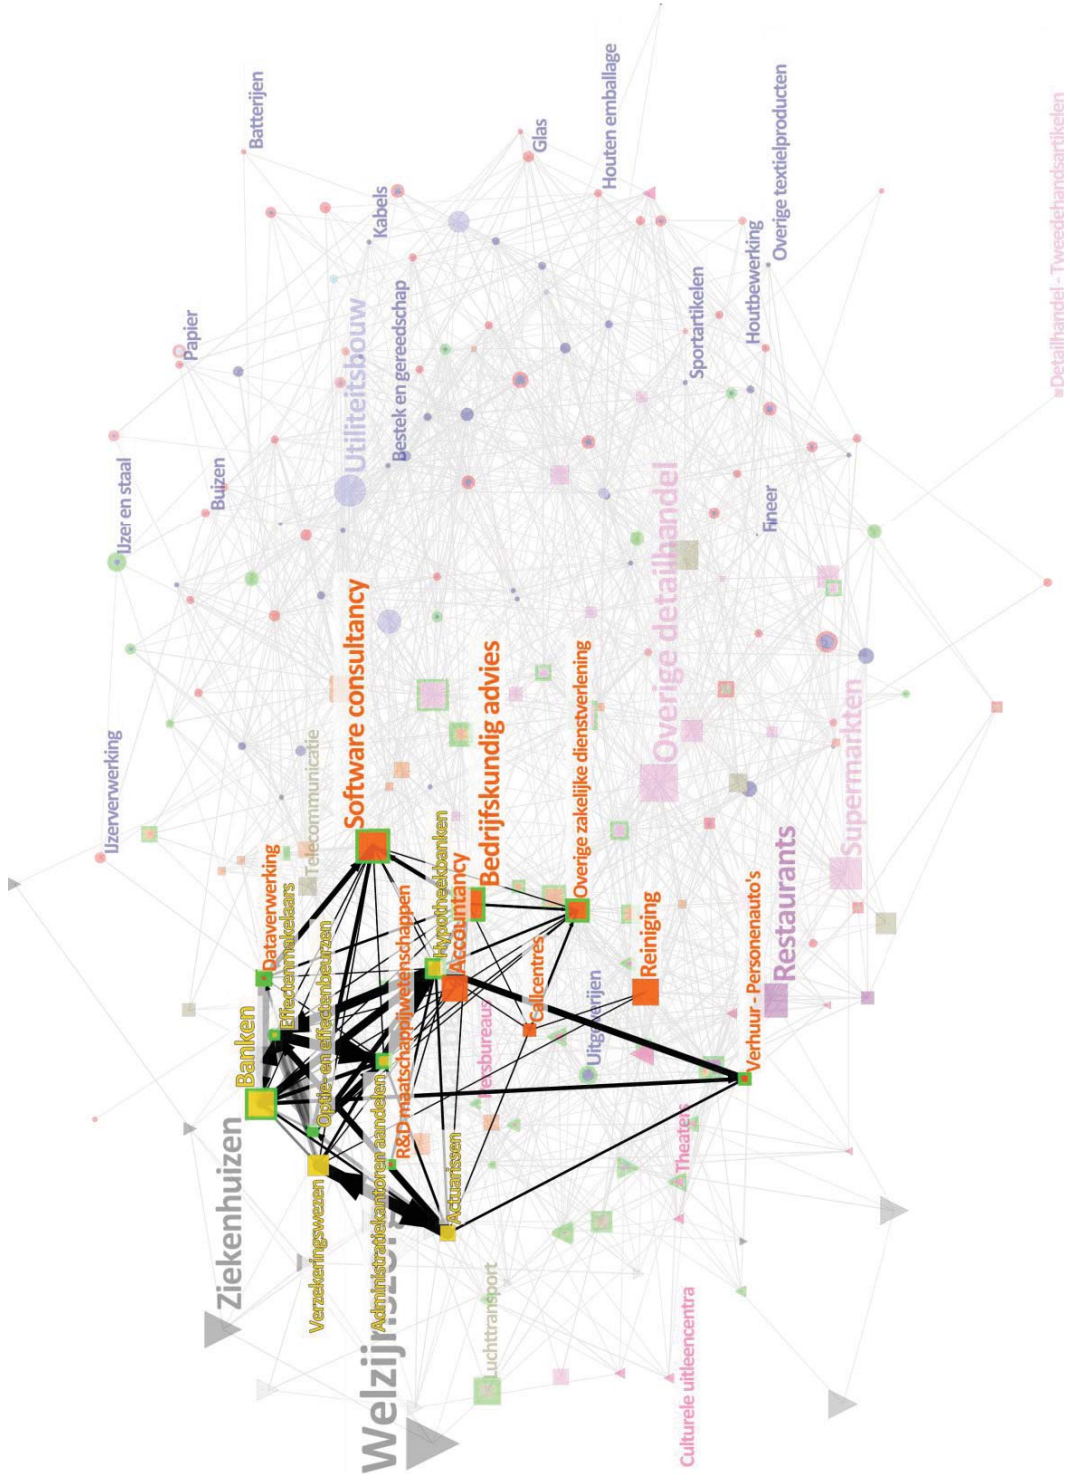 Batterijen
Glas
Houten emballage
Kabels
Overige textielproducten
Detailhandel - Tweedehandsartikelen
Papier
Utiliteitsbouw
Bestek en gereedschap
Sportartikelen
Houtbewerking
IJzer en staal
Buizen
Fineer
Overige detailhandel
Software consultancy
Bedrijfskundig advies
Overige zakelijke dienstverlening
Supermarkten
IJzerverwerking
Telecommunicatie
Dataverwerking
Effectenmakelaars
Hypotheekbanken
Accountancy
Banken
Optie- en effectenbeurzen
R&D maatschappijwetenschappen
Callcentres
Reiniging
Restaurants
Verhuur - Personenauto's
Uitgeverijen
Persbureaus
Ziekenhuizen
Verzekeringswezen
Administratiekantoren aandelen
Actuarissen
Theaters
Welzijnszorg
Luchttransport
Culturele uitleencentra